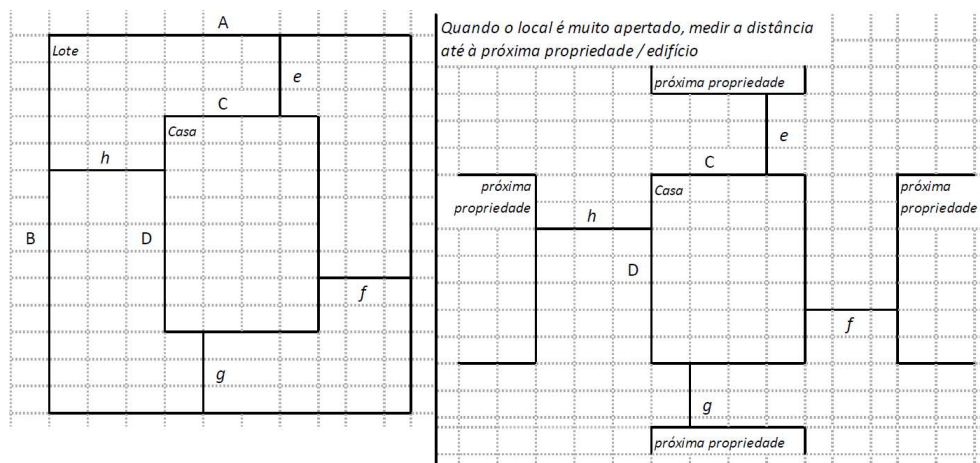 A
Lote
e
C
Casa
h
B
D
f
g
Quando o local é muito apertado, medir a distância
até à próxima propriedade / edifício
próxima propriedade
e
C
próxima
propriedade
Casa
próxima
propriedade
h
D
f
g
próxima propriedade